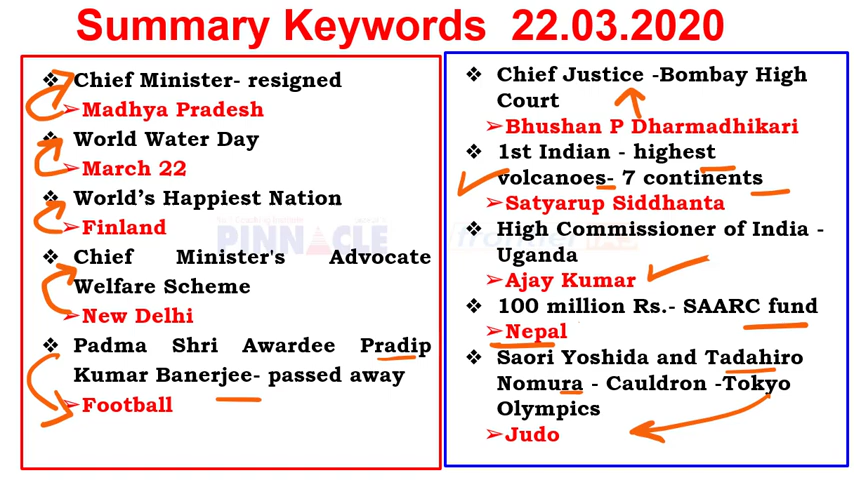 Summary Keywords 22.03.2020
❖ Chief Minister- resigned
➢Madhya Pradesh
❖ World Water Day
➢March 22
❖ World’s Happiest Nation
➢Finland
❖ Chief Minister's Advocate
Welfare Scheme
➢New Delhi
❖ Padma Shri Awardee Pradip
Kumar Banerjee- passed away
➢Football
❖ Chief Justice -Bombay High
Court
➢Bhushan P Dharmadhikari
❖ 1st Indian - highest
volcanoes- 7 continents
➢Satyarup Siddhanta
❖ High Commissioner of India -
Uganda
➢Ajay Kumar
❖ 100 million Rs.- SAARC fund
➢Nepal
❖ Saori Yoshida and Tadahiro
Nomura - Cauldron -Tokyo
Olympics
➢Judo
PINNACLE